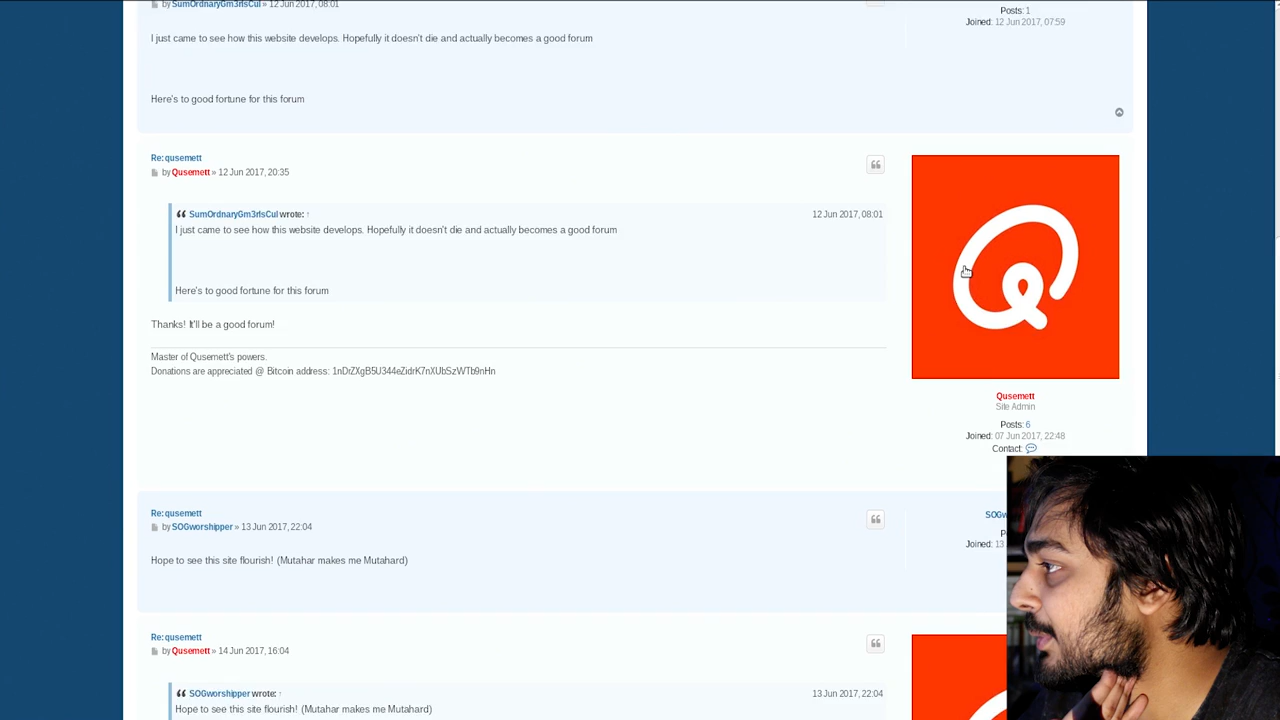 by SumOrdnaryGm3rIsCul » 12 Jun 2017, 08:01
Posts: 1
Joined: 12 Jun 2017, 07:59
I just came to see how this website develops. Hopefully it doesn't die and actually becomes a good forum
Here's to good fortune for this forum
Re: qusemett
by Qusemett » 12 Jun 2017, 20:35
SumOrdnaryGm3rIsCul wrote: ↑
12 Jun 2017, 08:01
I just came to see how this website develops. Hopefully it doesn't die and actually becomes a good forum
Here's to good fortune for this forum
Thanks! It'll be a good forum!
Master of Qusemett's powers.
Donations are appreciated @ Bitcoin address: 1nDrZXgB5U344eZidrK7nXUbSzWTb9nHn
Qusemett
Site Admin
Posts: 6
Joined: 07 Jun 2017, 22:48
Contact:
Re: qusemett
by SOGworshipper » 13 Jun 2017, 22:04
SOGw
P
Joined: 13
Hope to see this site flourish! (Mutahar makes me Mutahard)
Re: qusemett
by Qusemett » 14 Jun 2017, 16:04
SOGworshipper wrote: ↑
13 Jun 2017, 22:04
Hope to see this site flourish! (Mutahar makes me Mutahard)